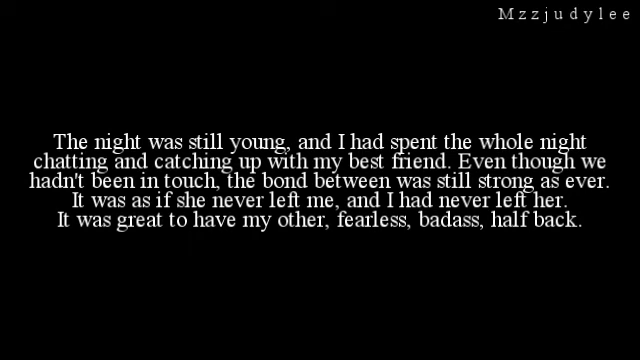 Mzzjudylee
The night was still young, and I had spent the whole night
chatting and catching up with my best friend. Even though we
hadn't been in touch, the bond between was still strong as ever.
It was as if she never left me, and I had never left her.
It was great to have my other, fearless, badass, half back.